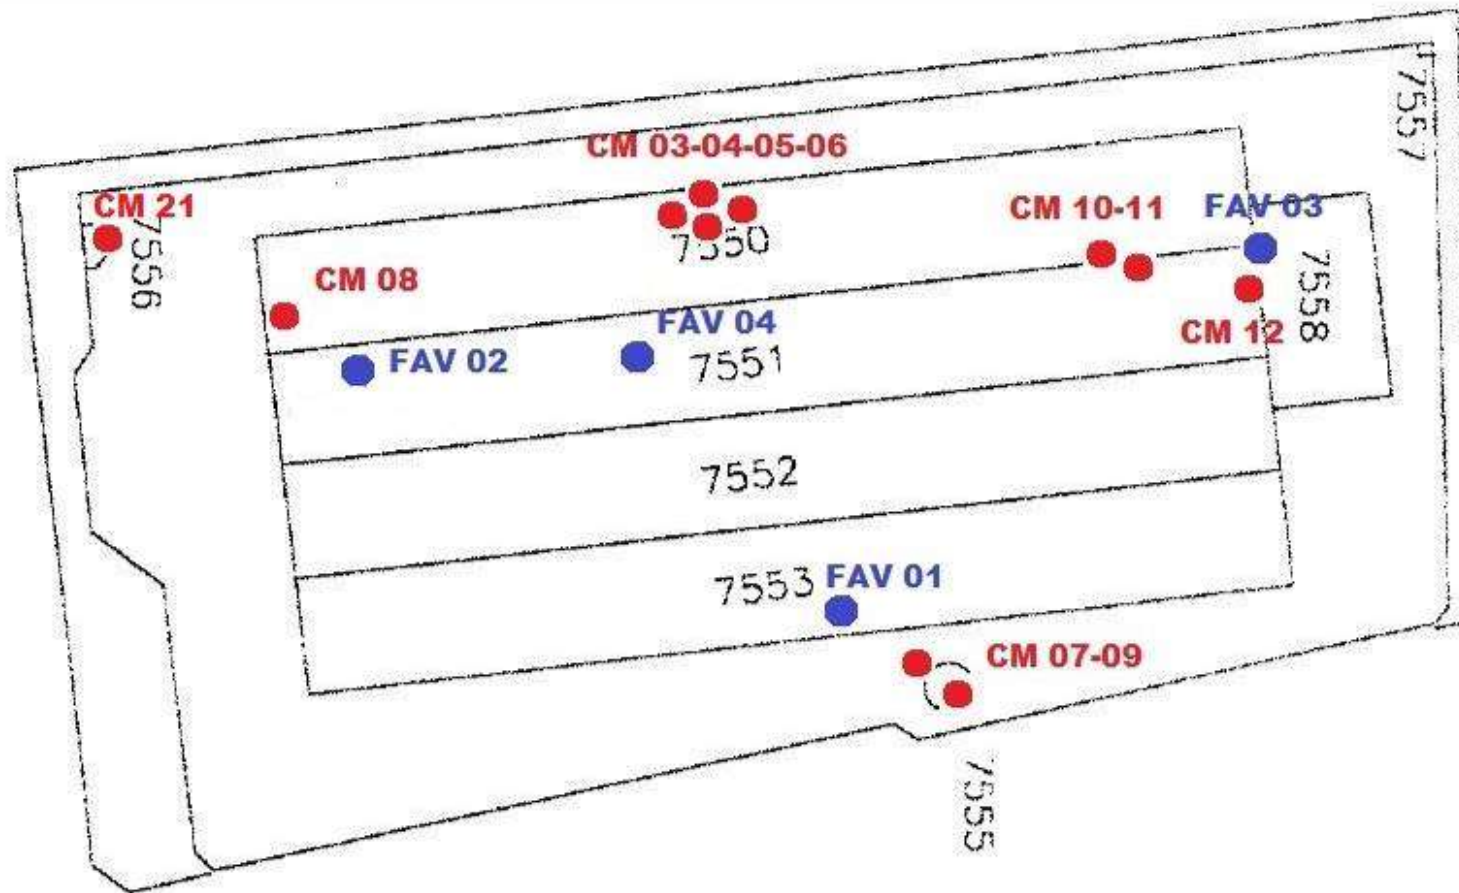 7557
CM 03-04-05-06
CM 21
7556
CM 10-11
FAV 03
7550
7558
CM 08
FAV 04
CM 12
FAV 02
7551
7552
7553
FAV 01
CM 07-09
7555